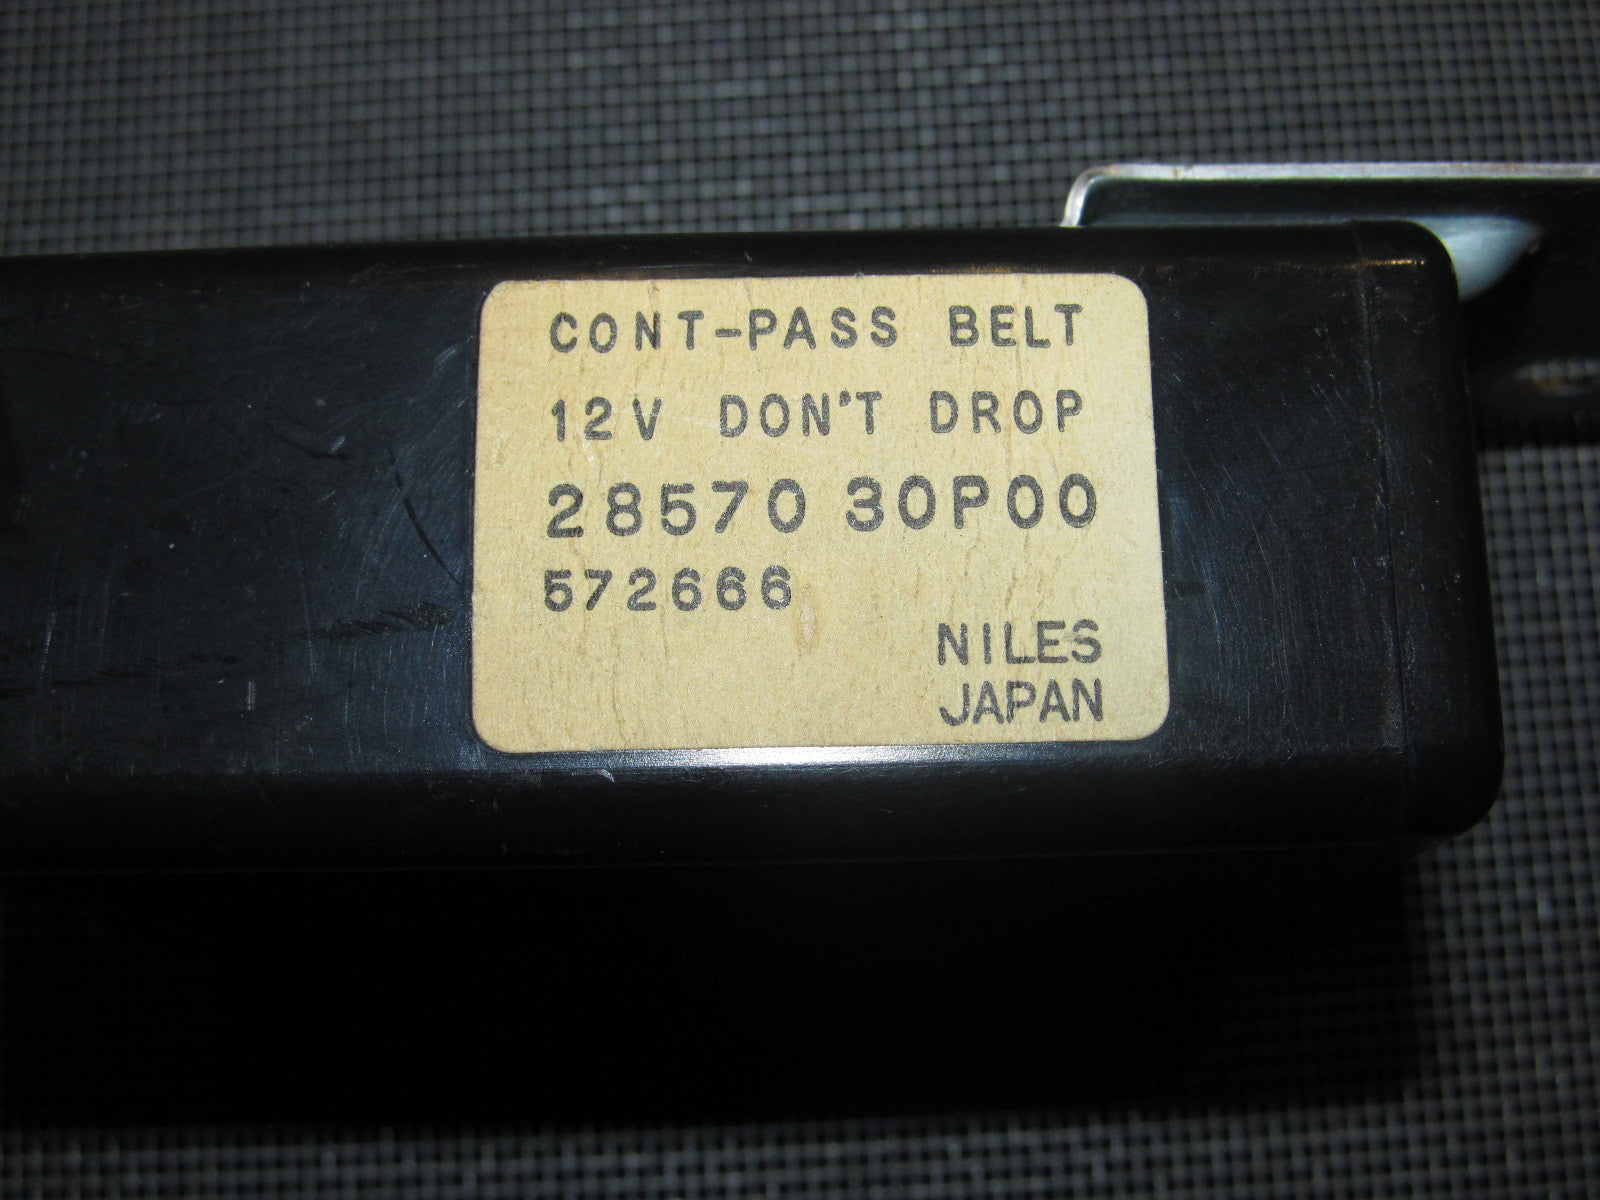 CONT-PASS BELT
12V DON'T DROP
28570 30P00
572666
NILES
JAPAN